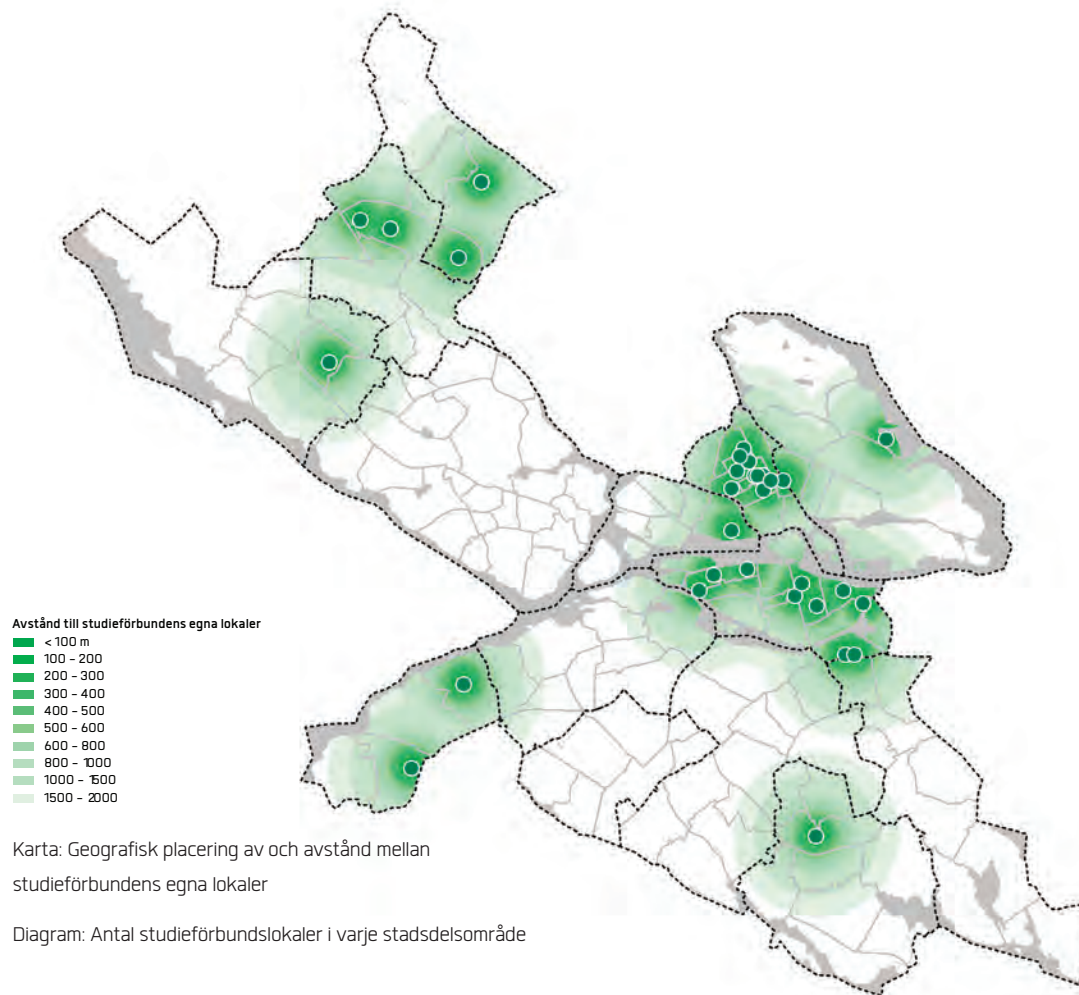 Avstånd till studieförbundens egna lokaler
< 100 m
100 - 200
200 - 300
300 - 400
400 - 500
500 - 600
600 - 800
800 - 1000
1000 - 1500
1500 - 2000
Karta: Geografisk placering av och avstånd mellan
studieförbundens egna lokaler
Diagram: Antal studieförbundslokaler i varje stadsdelsområde